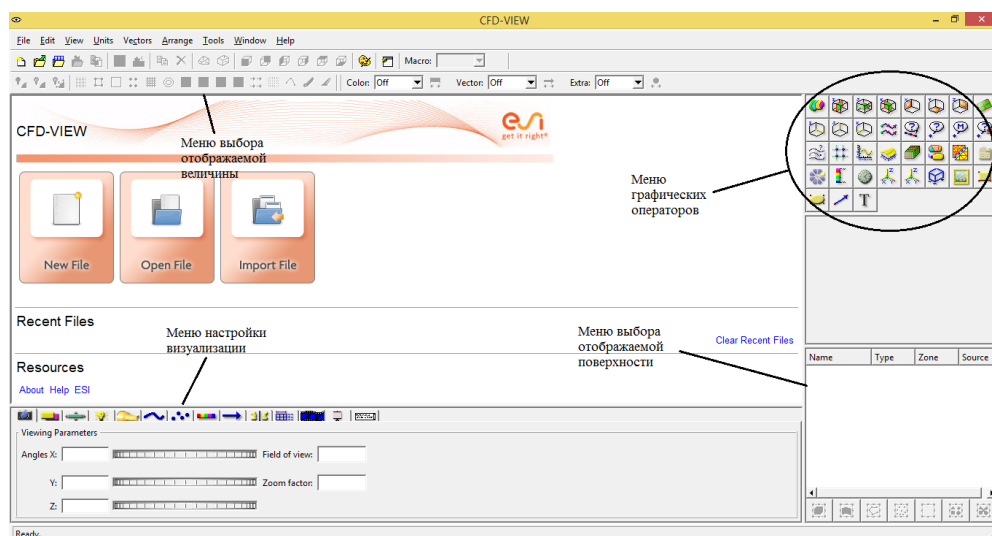 CFD-VIEW
File Edit View Units Vectors Arrange Tools Window Help
Macro:
Color: Off Vector: Off Extra: Off
CFD-VIEW
esi
get it right®
Меню выбора
отображаемой
величины
Меню
графических
операторов
New File Open File Import File
Recent Files
Clear Recent Files
Меню настройки
визуализации
Меню выбора
отображаемой
поверхности
Resources
About Help ESI
Name Type Zone Source
Viewing Parameters
Angles X: Field of view:
Y: Zoom factor:
Z:
Ready.